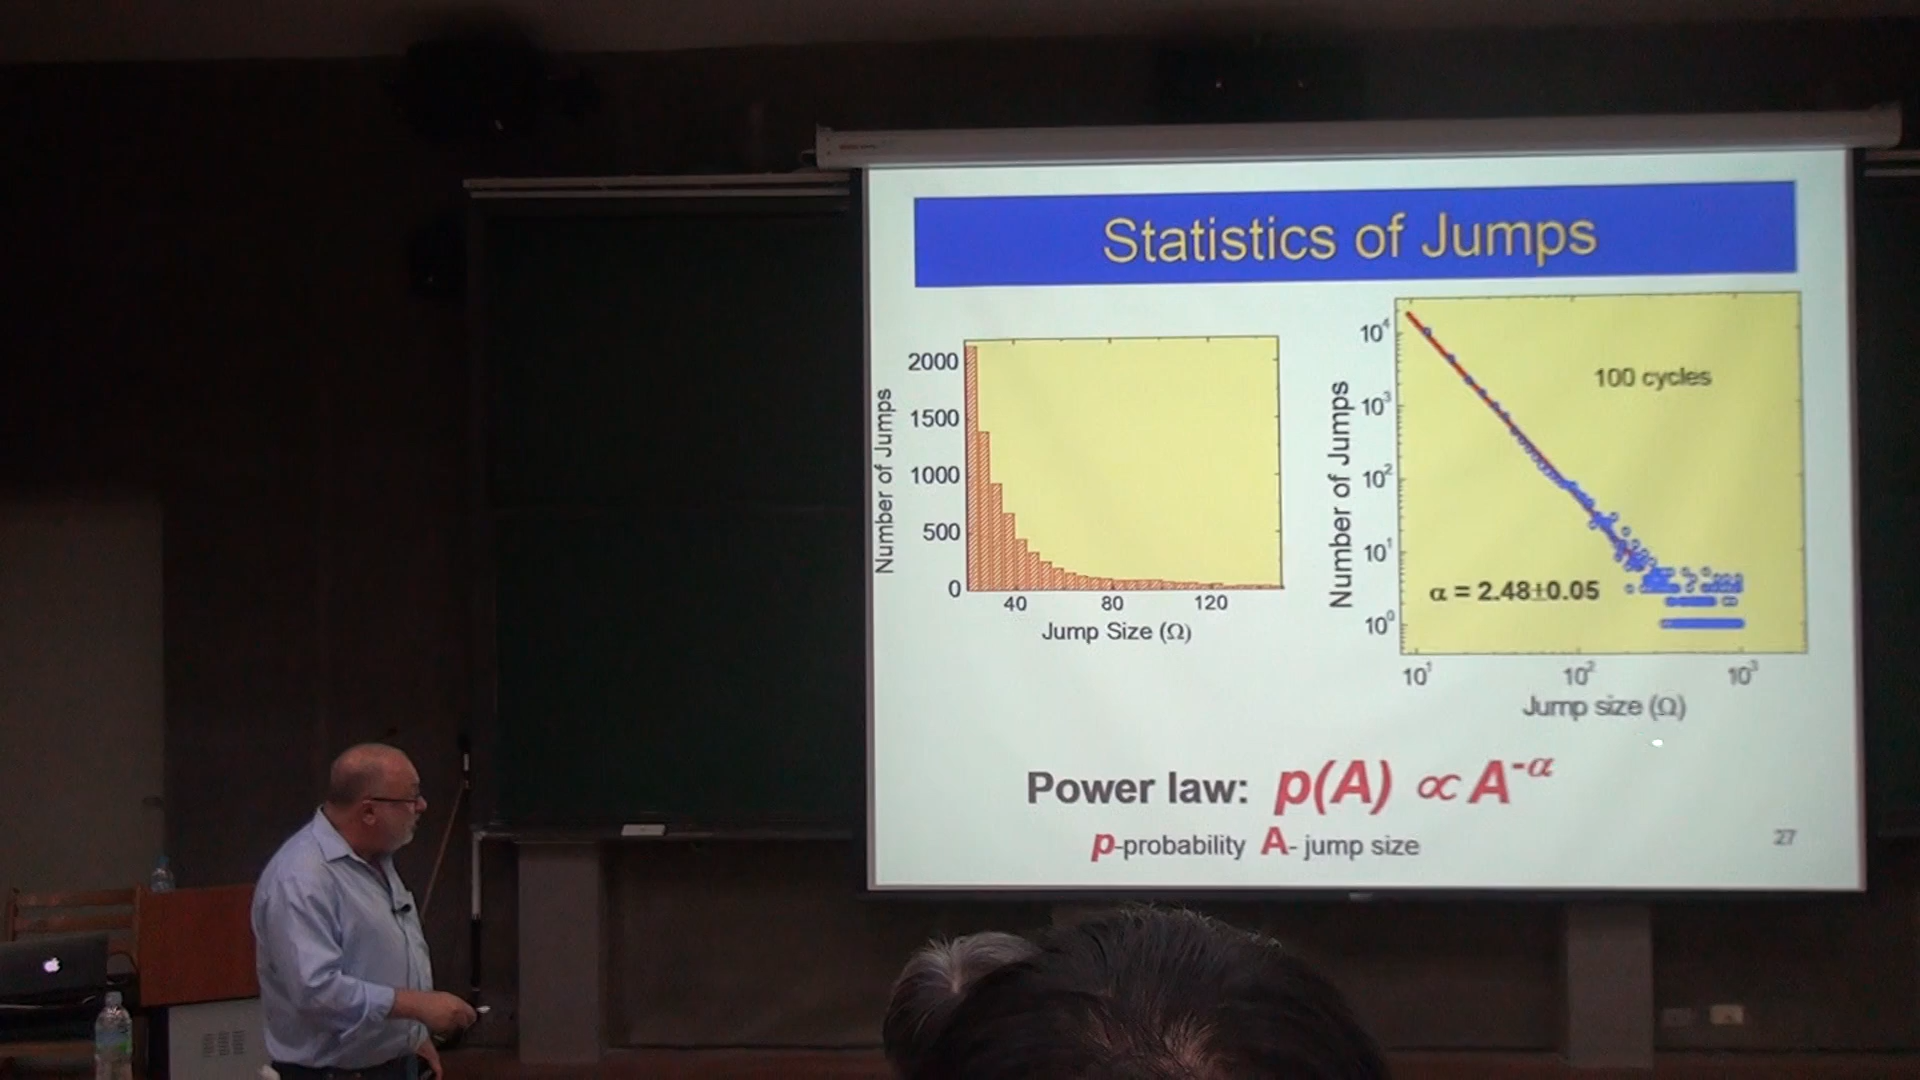 Statistics of Jumps
Number of Jumps
2000
1500
1000
500
0
40 80 120
Jump Size (Ω)
Number of Jumps
10⁴
10³
10²
10¹
10⁰
100 cycles
α = 2.48±0.05
10¹ 10² 10³
Jump size (Ω)
Power law: p(A) ∝ A^-α
p-probability A- jump size
27